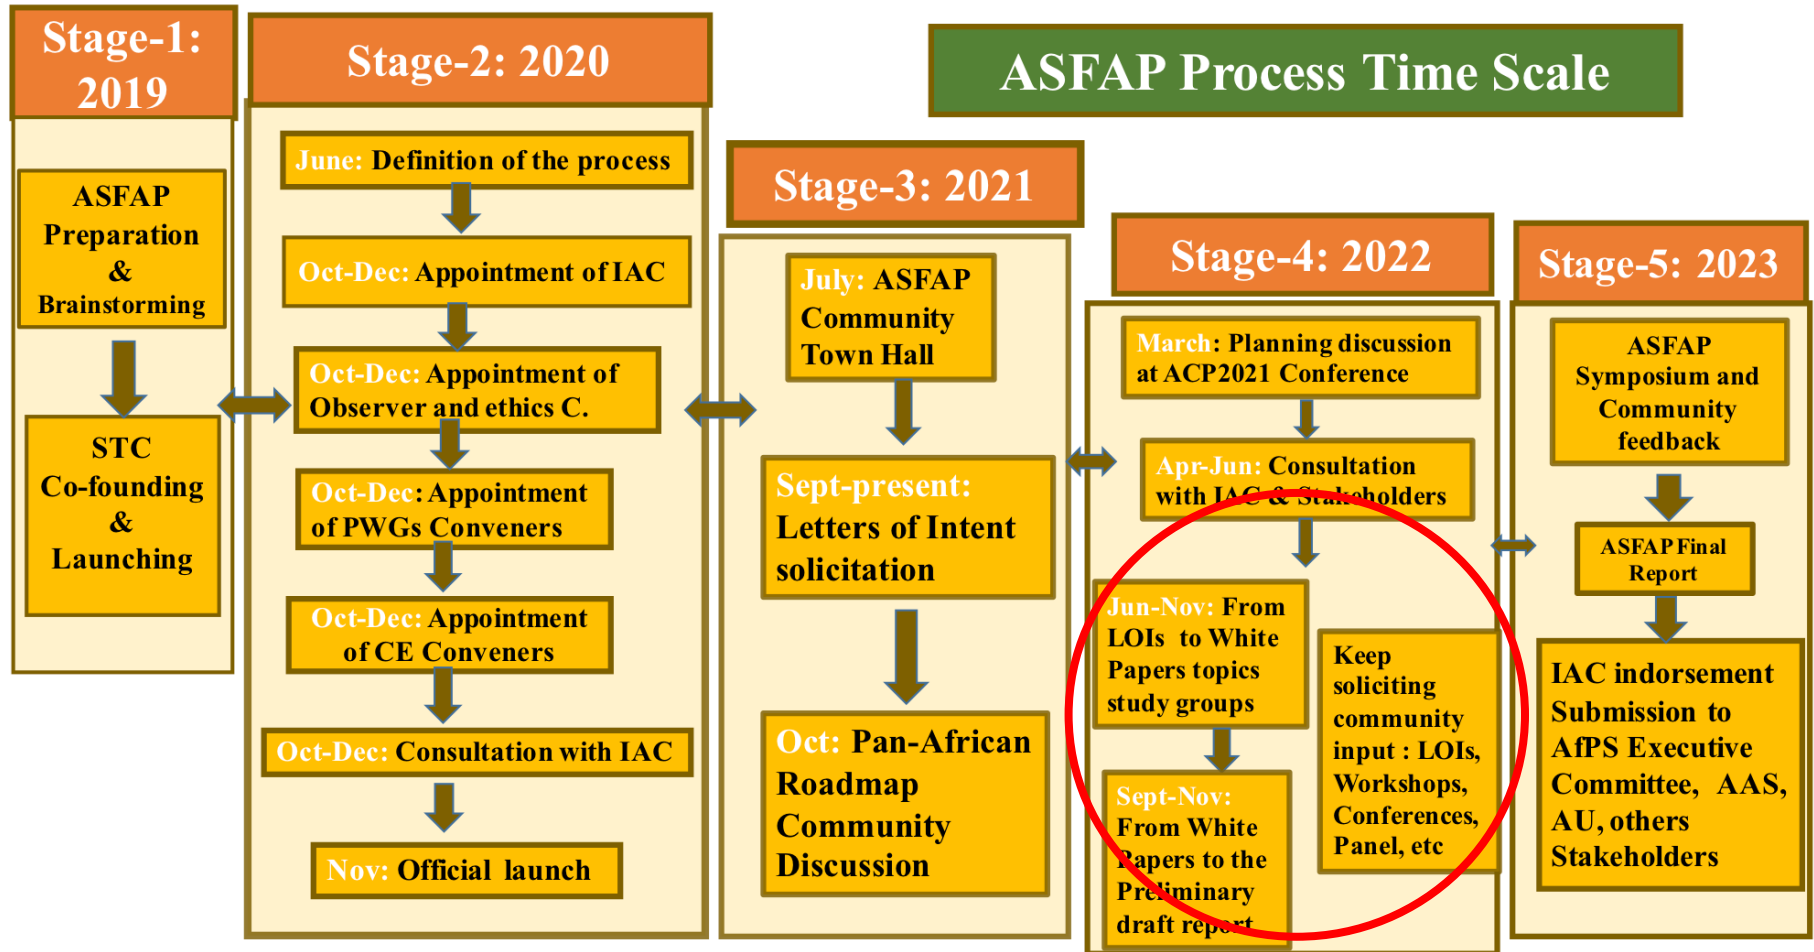 Stage-1:
2019
ASFAP
Preparation
&
Brainstorming
STC
Co-founding
&
Launching
Stage-2: 2020
June: Definition of the process
Oct-Dec: Appointment of IAC
Oct-Dec: Appointment of
Observer and ethics C.
Oct-Dec: Appointment
of PWGs Conveners
Oct-Dec: Appointment
of CE Conveners
Oct-Dec: Consultation with IAC
Nov: Official launch
ASFAP Process Time Scale
Stage-3: 2021
July: ASFAP
Community
Town Hall
Sept-present:
Letters of Intent
solicitation
Oct: Pan-African
Roadmap
Community
Discussion
Stage-4: 2022
March: Planning discussion
at ACP2021 Conference
Apr-Jun: Consultation
with IAC & Stakeholders
Jun-Nov: From
LOIs to White
Papers topics
study groups
Sept-Nov:
From White
Papers to the
Preliminary
draft report
Keep
soliciting
community
input : LOIs,
Workshops,
Conferences,
Panel, etc
Stage-5: 2023
ASFAP
Symposium and
Community
feedback
ASFAP Final
Report
IAC indorsement
Submission to
AfPS Executive
Committee, AAS,
AU, others
Stakeholders